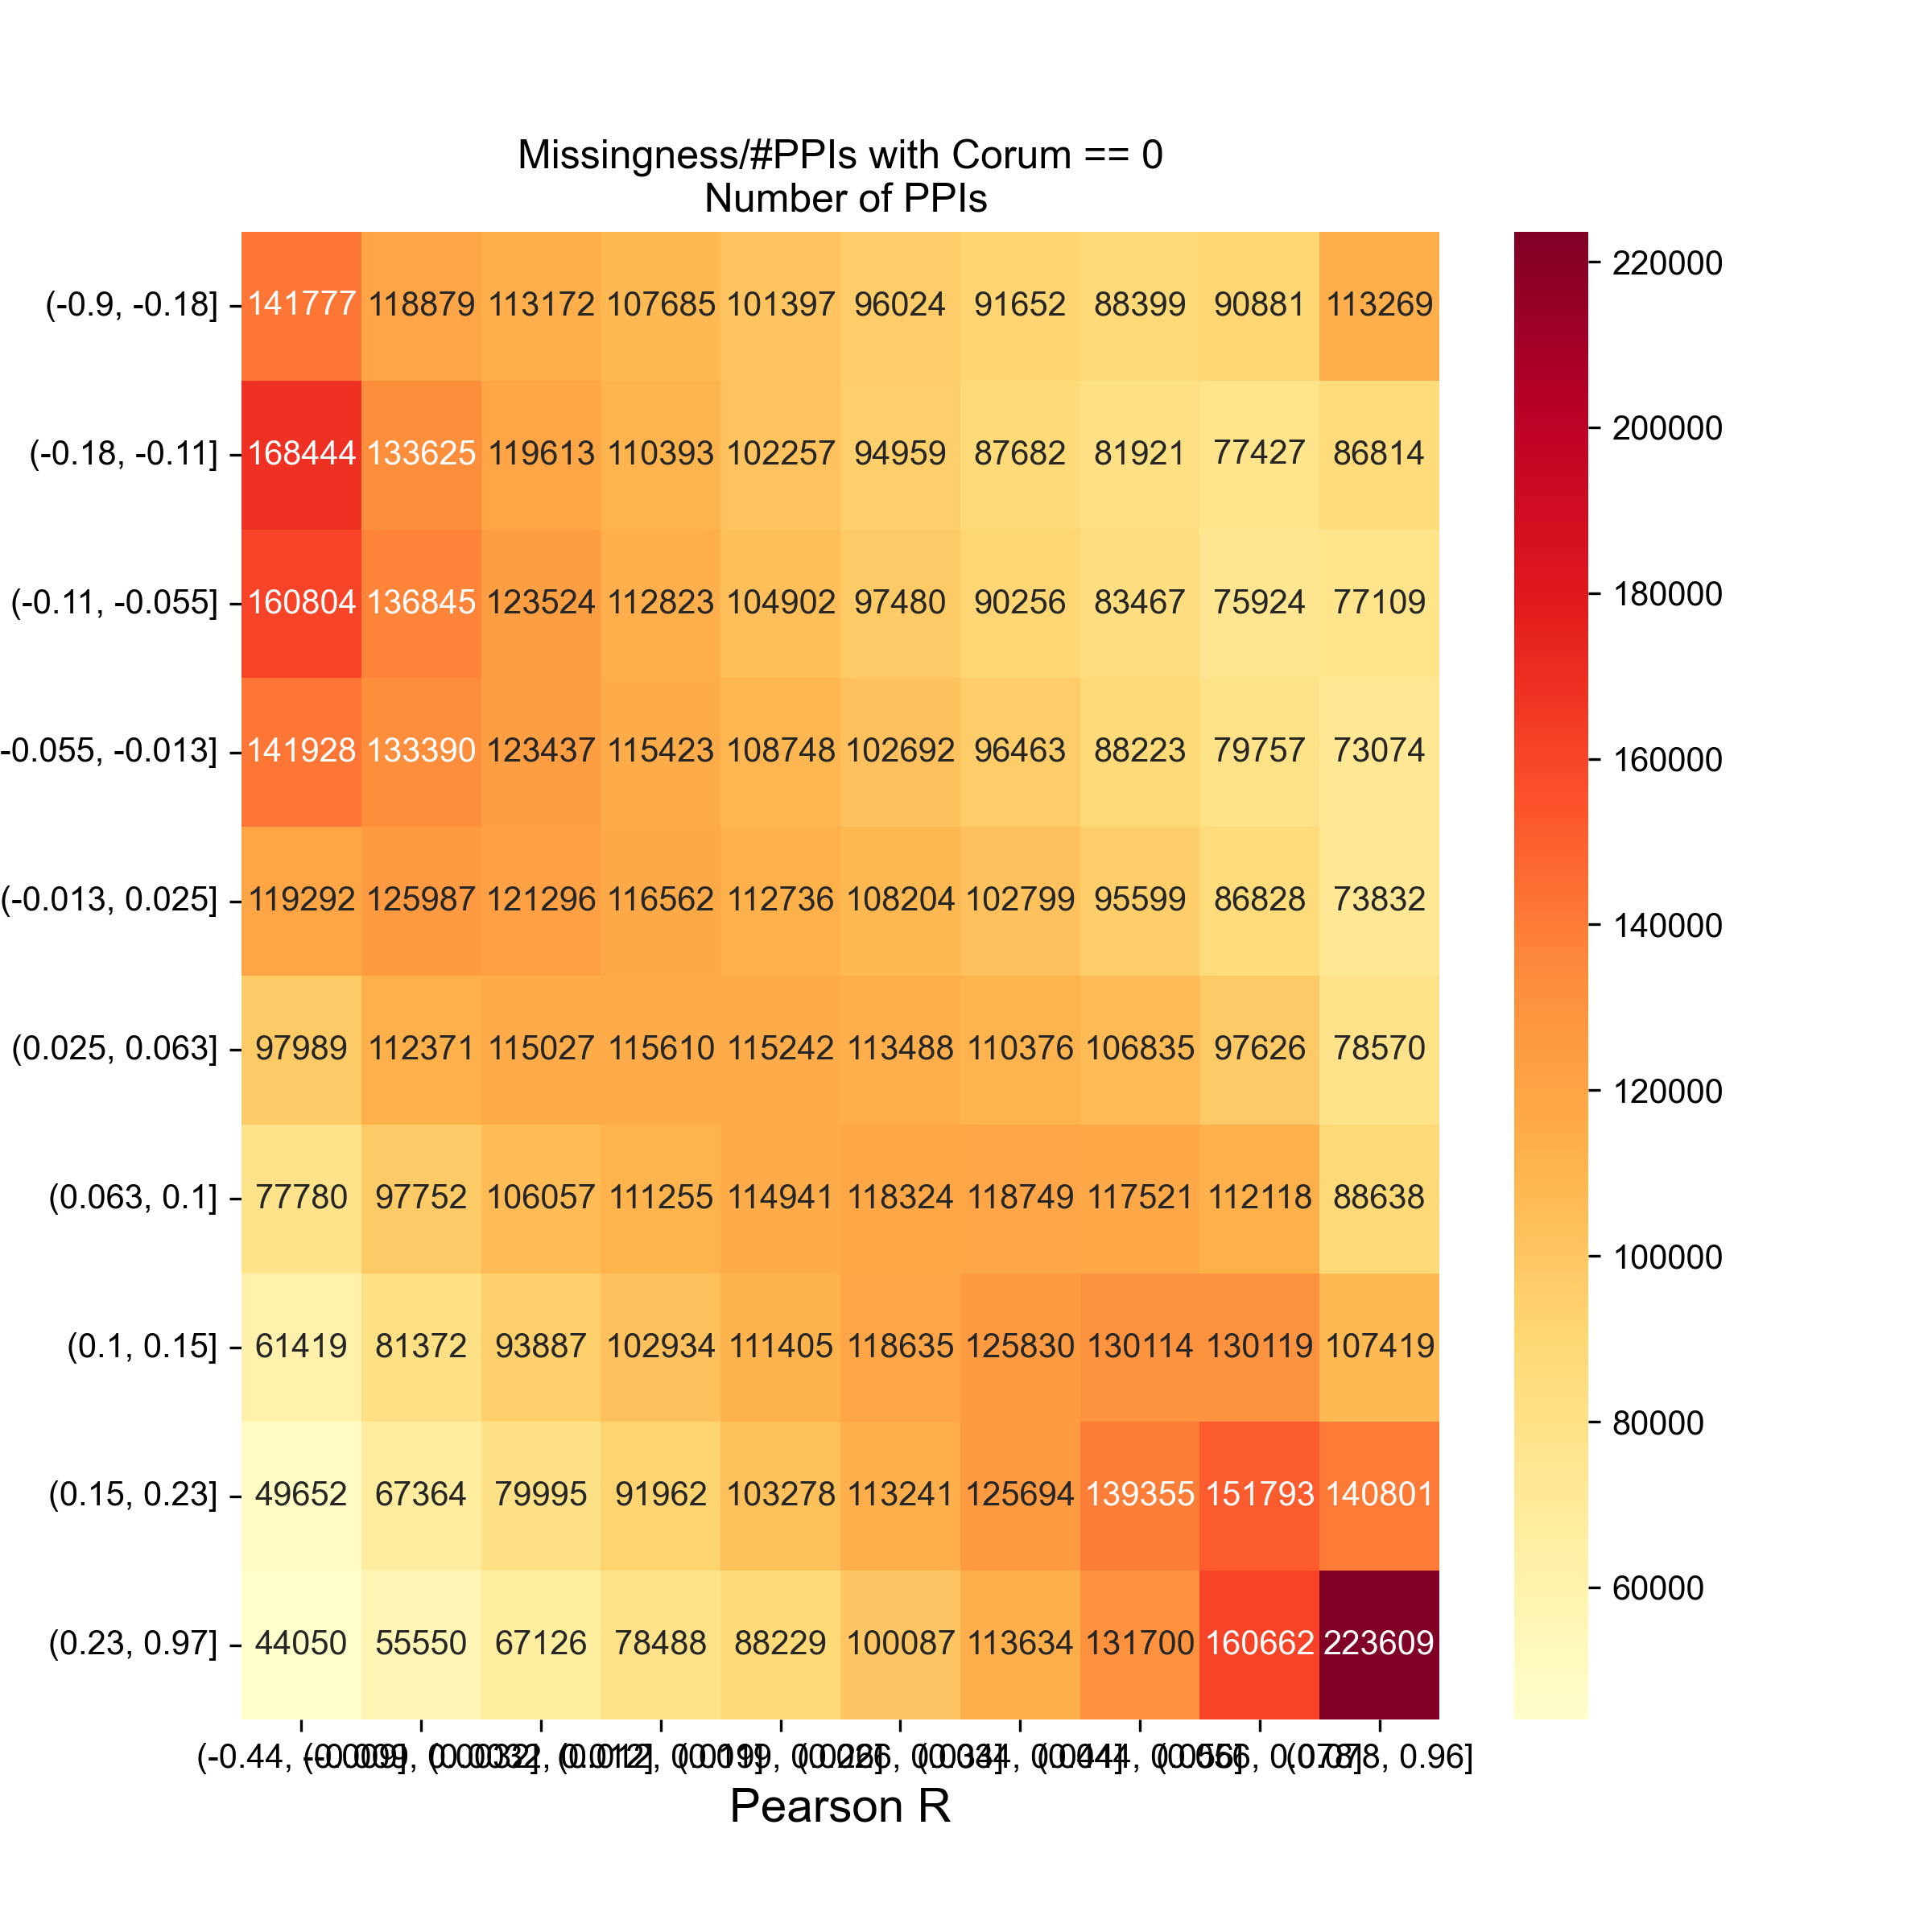 Missingness/#PPIs with Corum == 0
Number of PPIs
(-0.9, -0.18] 141777 118879 113172 107685 101397 96024 91652 88399 90881 113269
(-0.18, -0.11] 168444 133625 119613 110393 102257 94959 87682 81921 77427 86814
(-0.11, -0.055] 160804 136845 123524 112823 104902 97480 90256 83467 75924 77109
-0.055, -0.013] 141928 133390 123437 115423 108748 102692 96463 88223 79757 73074
(-0.013, 0.025] 119292 125987 121296 116562 112736 108204 102799 95599 86828 73832
(0.025, 0.063] 97989 112371 115027 115610 115242 113488 110376 106835 97626 78570
(0.063, 0.1] 77780 97752 106057 111255 114941 118324 118749 117521 112118 88638
(0.1, 0.15] 61419 81372 93887 102934 111405 118635 125830 130114 130119 107419
(0.15, 0.23] 49652 67364 79995 91962 103278 113241 125694 139355 151793 140801
(0.23, 0.97] 44050 55550 67126 78488 88229 100087 113634 131700 160662 223609
(-0.44, 0.96]
Pearson R
220000
200000
180000
160000
140000
120000
100000
80000
60000